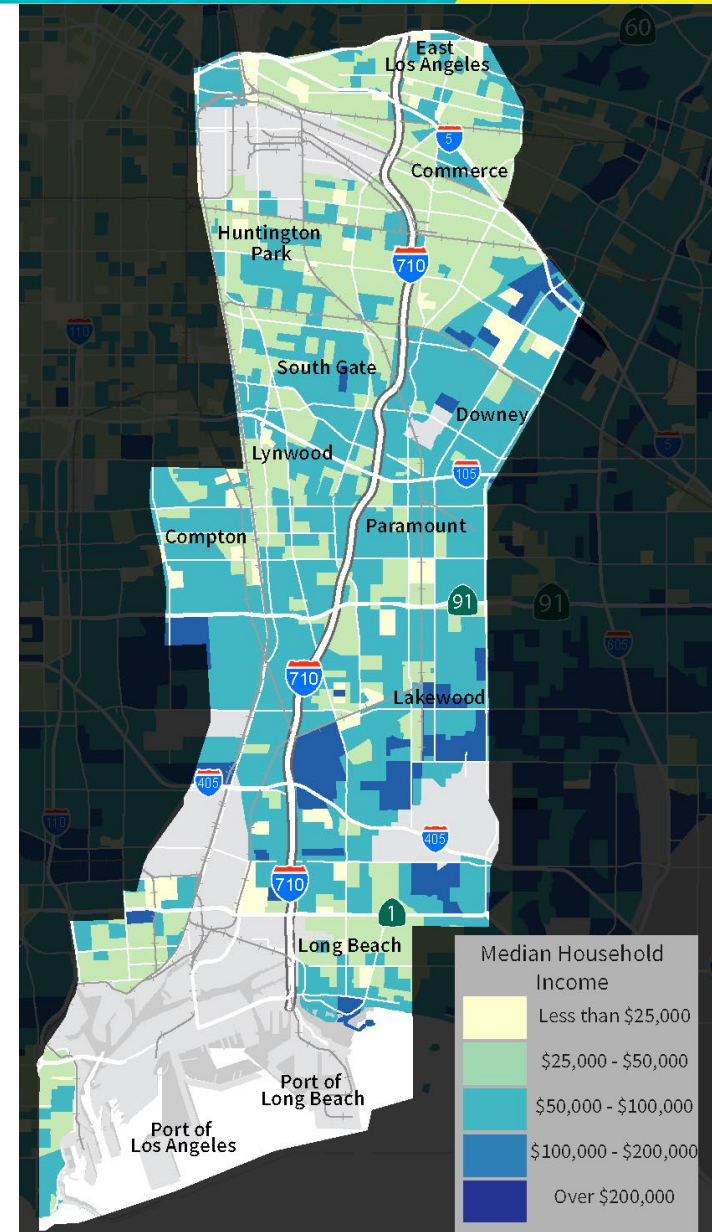 60
East
Los Angeles
5
Commerce
Huntington
Park
710
110
South Gate
Downey
5
Lynwood
105
Compton
Paramount
91
91
605
710
Lakewood
405
110
405
710
1
Long Beach
Port of
Long Beach
Port of
Los Angeles
Median Household
Income
Less than $25,000
$25,000 - $50,000
$50,000 - $100,000
$100,000 - $200,000
Over $200,000